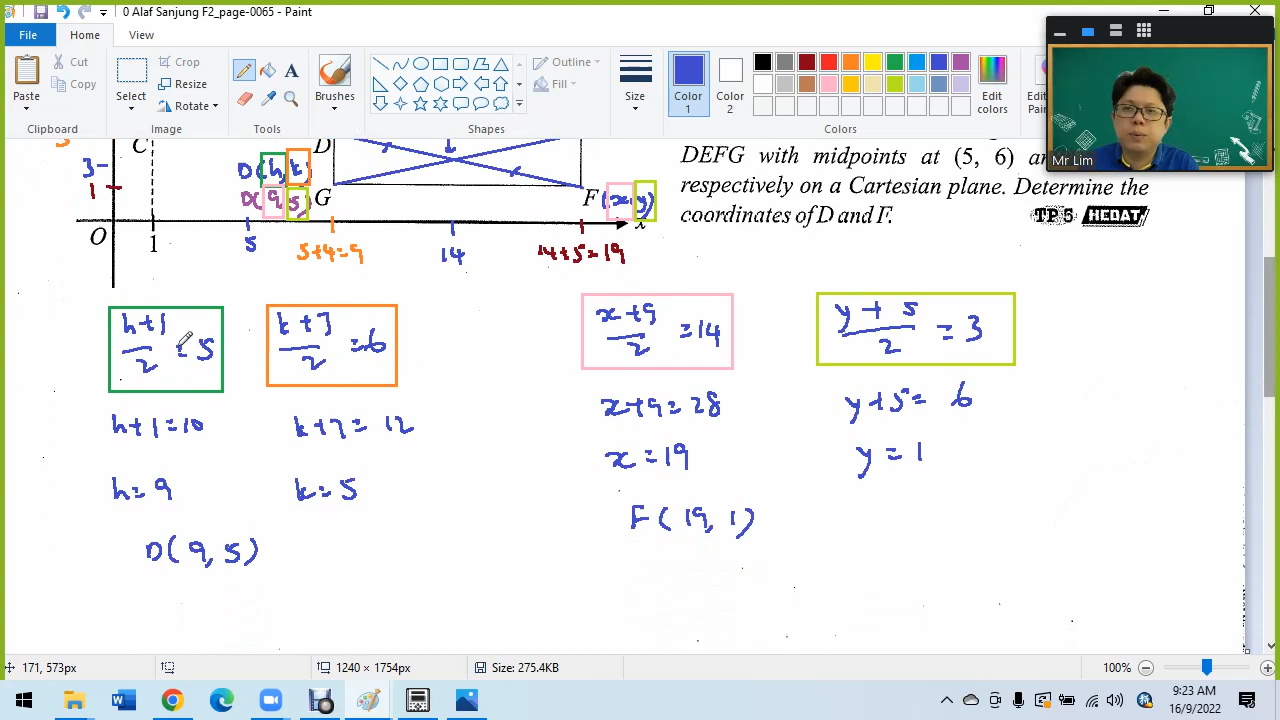 0 Alaf Sanjung F2_page-0065 - Paint
File Home View
Cut
Copy
Paste
Clipboard
Crop
Resize
Rotate
Select
Image
Tools
Brushes
Outline
Fill
Shapes
Size
Color 1
Color 2
Colors
Edit colors
Mr Lim
C
D
3
1
D(h, k)
D(9, 5)
G
F(x, y)
x
O
1
5
5+4=9
14
14+5=19
DEFG with midpoints at (5, 6)
respectively on a Cartesian plane. Determine the
coordinates of D and F.
TP 5 HEBAT
h+1/2 = 5
k+7/2 = 6
x+9/2 = 14
y+5/2 = 3
h+1=10
k+7=12
x+9=28
y+5=6
h=9
k=5
x=19
y=1
D(9, 5)
F(19, 1)
171, 573px
1240 × 1754px
Size: 275.4KB
100%
9:23 AM
16/9/2022